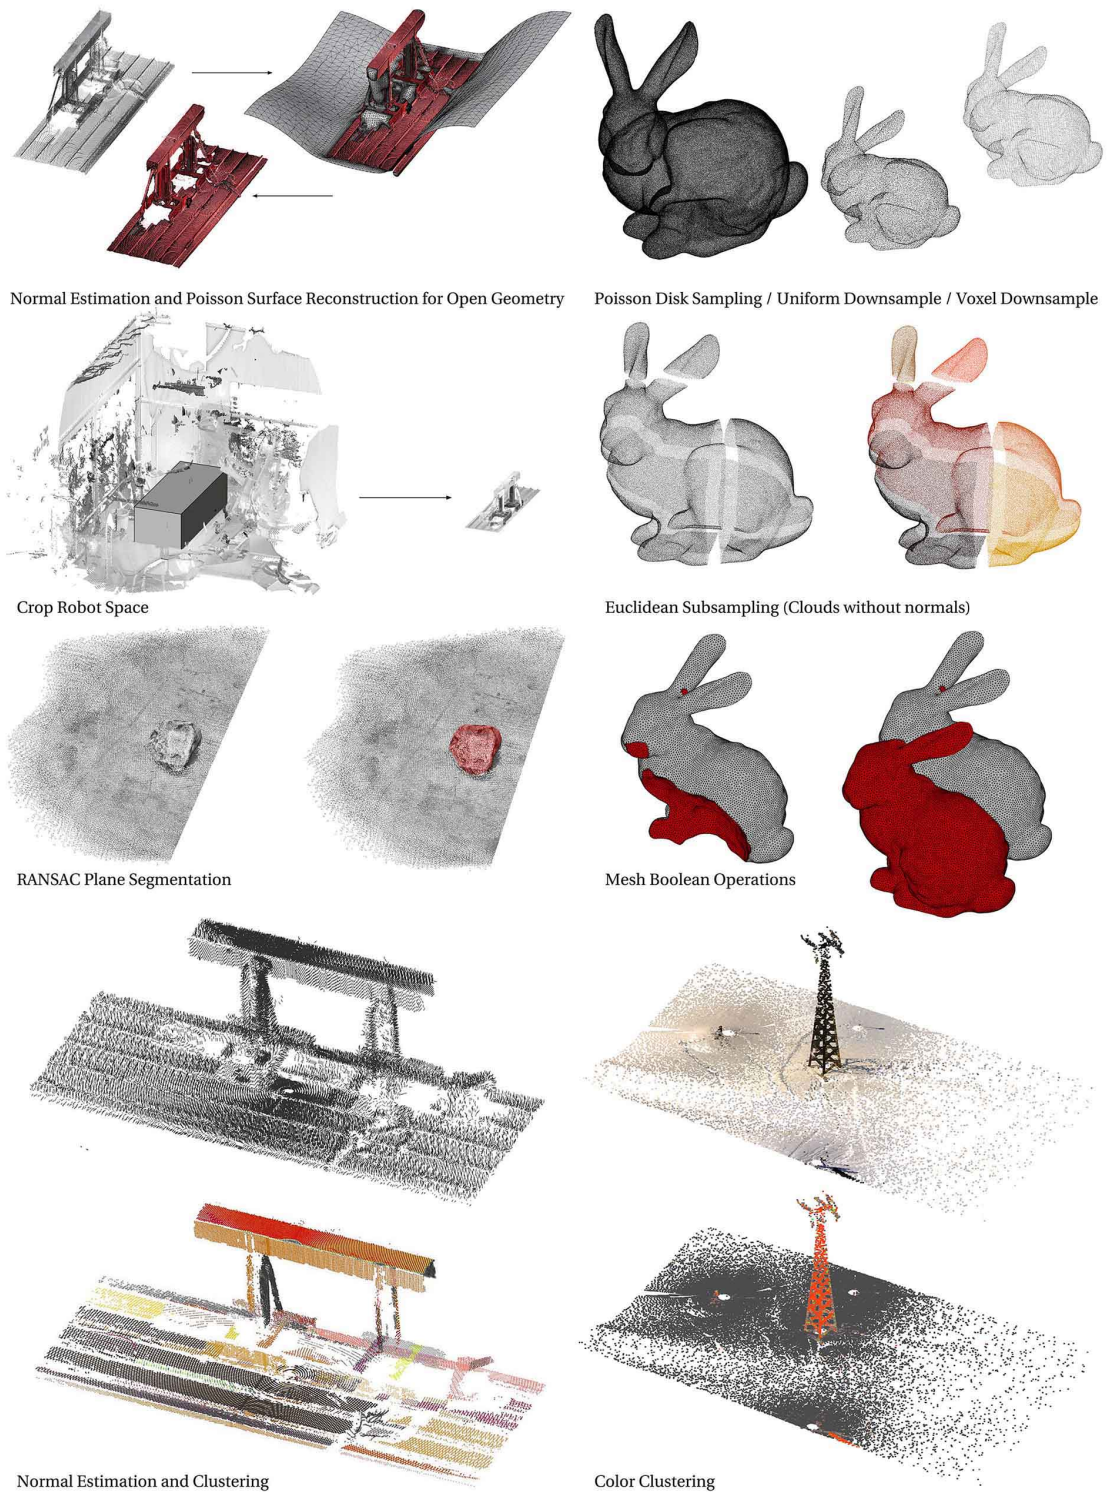 Normal Estimation and Poisson Surface Reconstruction for Open Geometry
Poisson Disk Sampling / Uniform Downsample / Voxel Downsample
Crop Robot Space
Euclidean Subsampling (Clouds without normals)
RANSAC Plane Segmentation
Mesh Boolean Operations
Normal Estimation and Clustering
Color Clustering